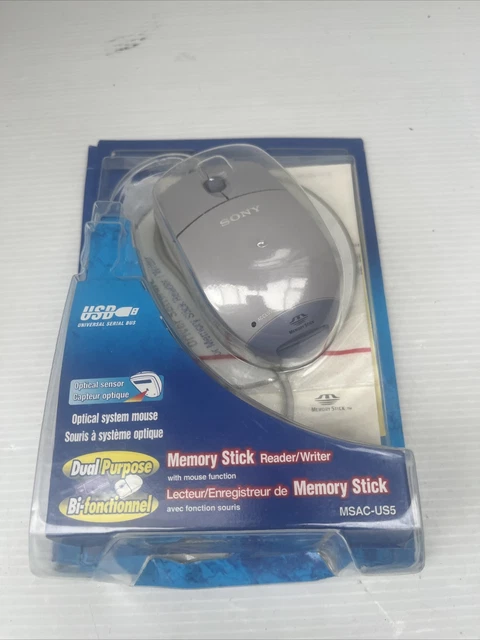 SONY
USB
UNIVERSAL SERIAL BUS
MEMORY STICK TM
Optical sensor
Capteur optique
Optical system mouse
Souris à système optique
Dual Purpose
Bi-fonctionnel
Memory Stick Reader/Writer
with mouse function
Lecteur/Enregistreur de Memory Stick
avec fonction souris
MSAC-US5